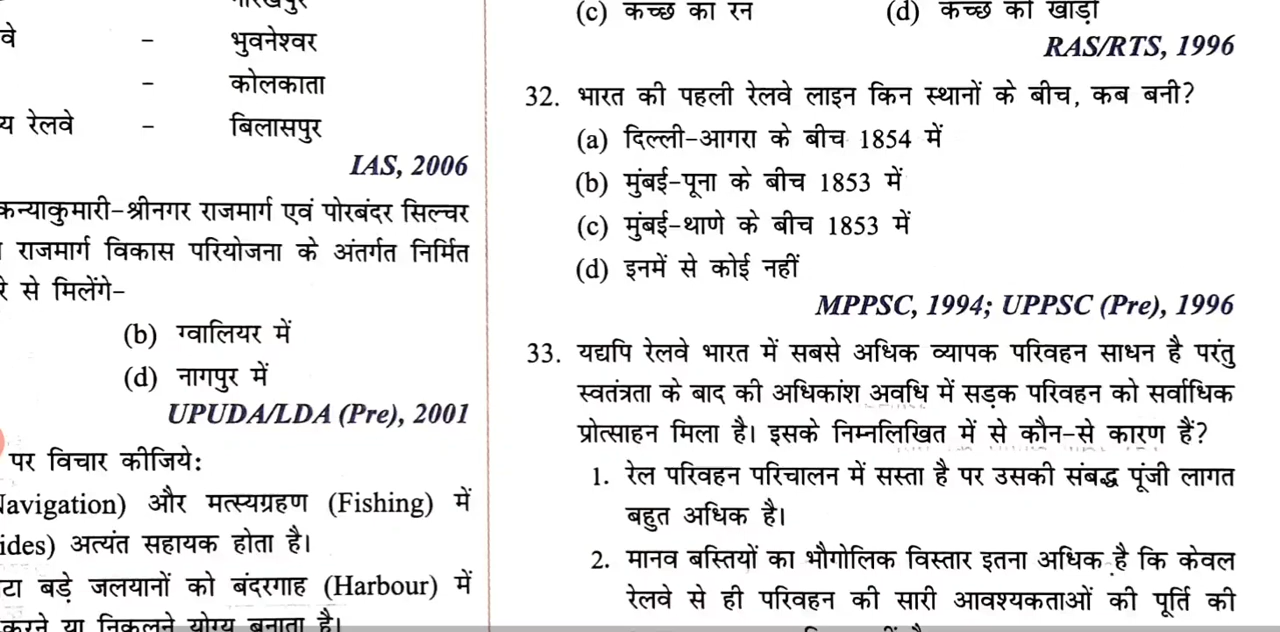 वे – भुवनेश्वर
– कोलकाता
य रेलवे – बिलासपुर
IAS, 2006
कन्याकुमारी-श्रीनगर राजमार्ग एवं पोरबंदर सिल्चर
राजमार्ग विकास परियोजना के अंतर्गत निर्मित
रे से मिलेंगे-
(b) ग्वालियर में
(d) नागपुर में
UPUDA/LDA (Pre), 2001
पर विचार कीजिये:
Navigation) और मत्स्यग्रहण (Fishing) में
ides) अत्यंत सहायक होता है।
टा बड़े जलयानों को बंदरगाह (Harbour) में
करने या निकलने योग्य बनाता है।
(c) कच्छ का रन (d) कच्छ की खाड़ी
RAS/RTS, 1996
32. भारत की पहली रेलवे लाइन किन स्थानों के बीच, कब बनी?
(a) दिल्ली-आगरा के बीच 1854 में
(b) मुंबई-पूना के बीच 1853 में
(c) मुंबई-थाणे के बीच 1853 में
(d) इनमें से कोई नहीं
MPPSC, 1994; UPPSC (Pre), 1996
33. यद्यपि रेलवे भारत में सबसे अधिक व्यापक परिवहन साधन है परंतु
स्वतंत्रता के बाद की अधिकांश अवधि में सड़क परिवहन को सर्वाधिक
प्रोत्साहन मिला है। इसके निम्नलिखित में से कौन-से कारण हैं?
1. रेल परिवहन परिचालन में सस्ता है पर उसकी संबद्ध पूंजी लागत
बहुत अधिक है।
2. मानव बस्तियों का भौगोलिक विस्तार इतना अधिक है कि केवल
रेलवे से ही परिवहन की सारी आवश्यकताओं की पूर्ति की